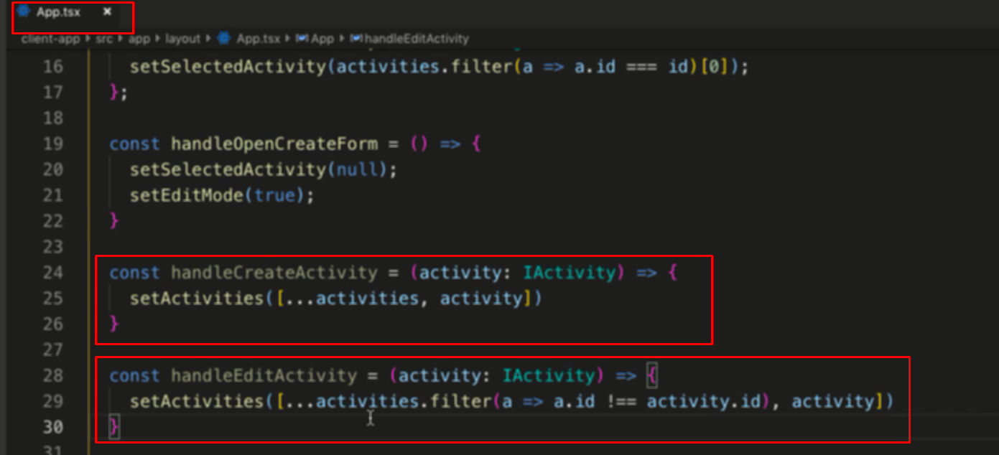 App.tsx ×
client-app src app layout App.tsx App handleEditActivity
16 setSelectedActivity(activities.filter(a => a.id === id)[0]);
17 };
18
19 const handleOpenCreateForm = () => {
20 setSelectedActivity(null);
21 setEditMode(true);
22 }
23
24 const handleCreateActivity = (activity: IActivity) => {
25 setActivities([...activities, activity])
26 }
27
28 const handleEditActivity = (activity: IActivity) => {
29 setActivities([...activities.filter(a => a.id !== activity.id), activity])
30 }
31